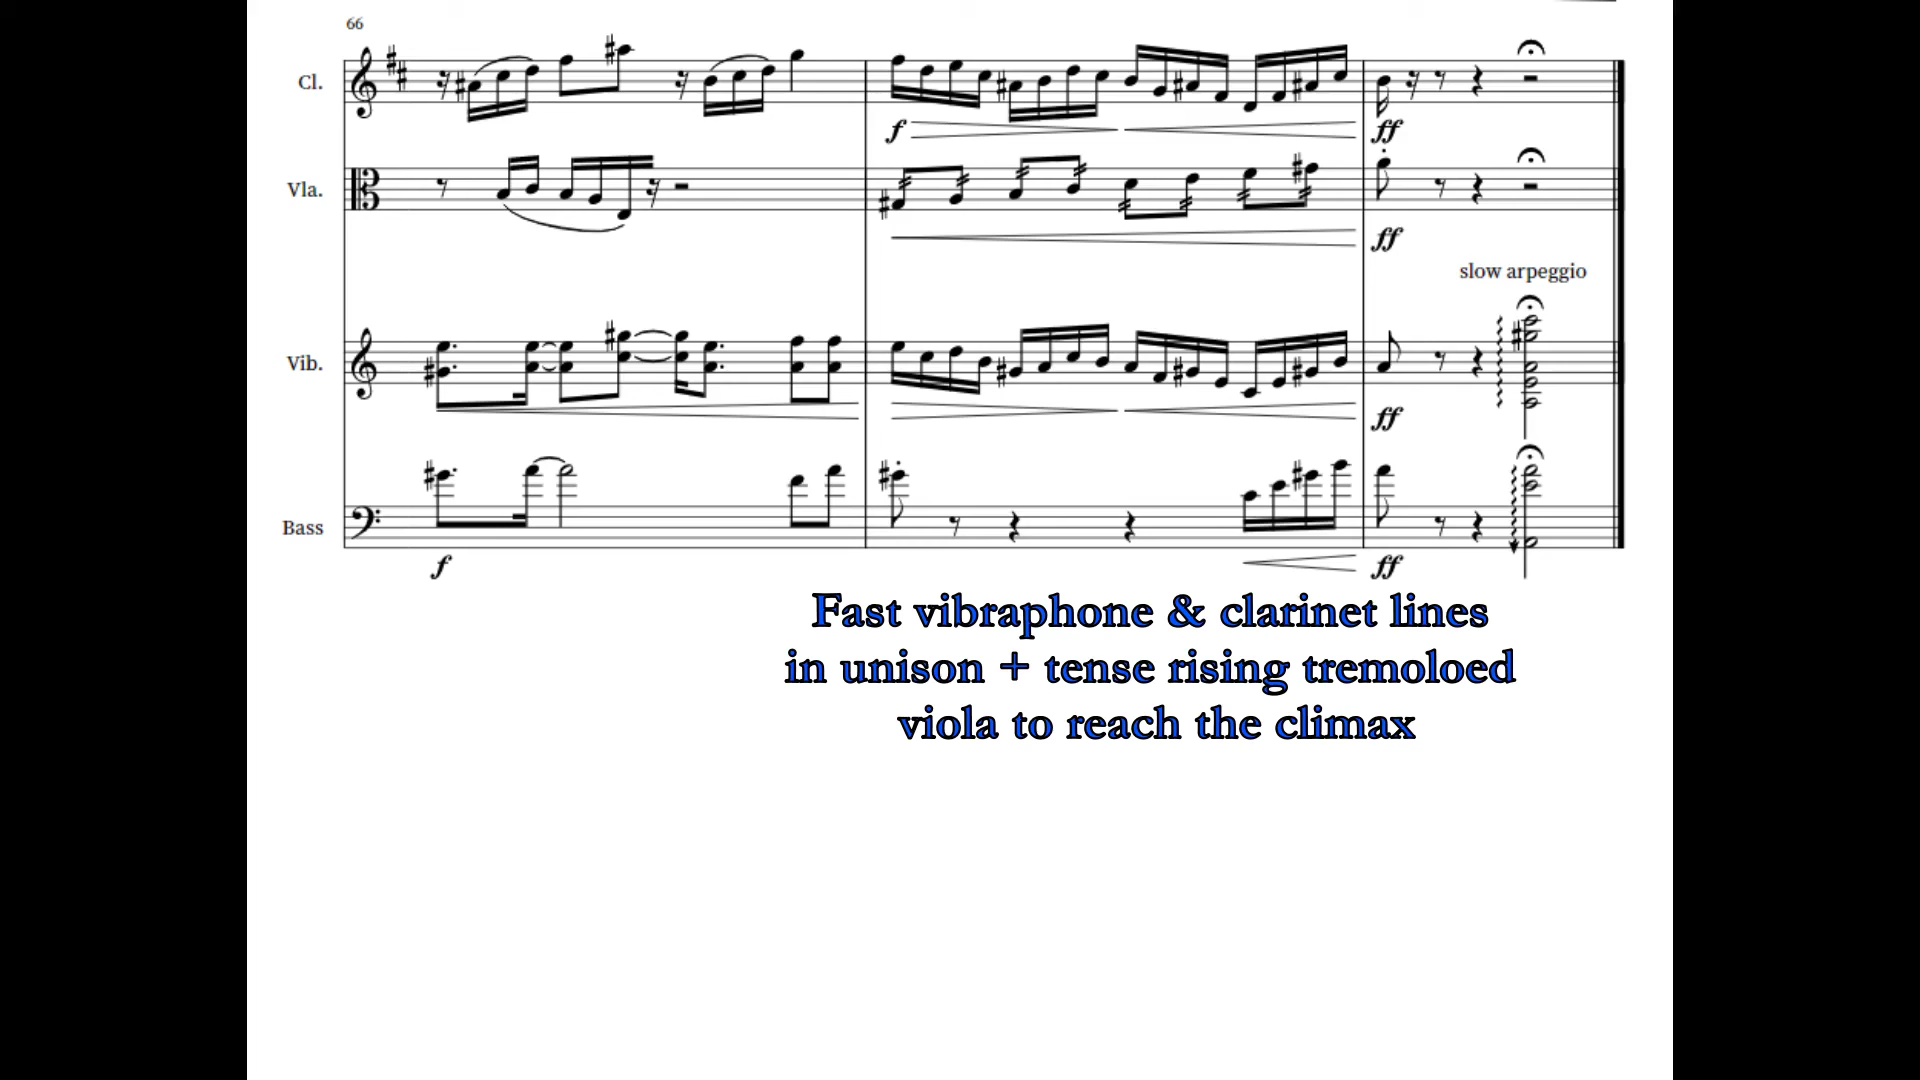 66
Cl.
f
ff
Vla.
ff
slow arpeggio
Vib.
ff
Bass
f
ff
Fast vibraphone & clarinet lines
in unison + tense rising tremoloed
viola to reach the climax